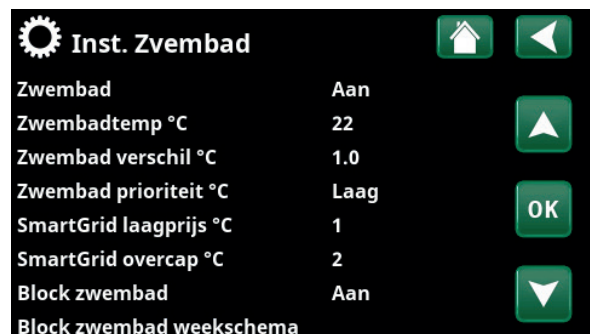 Inst. Zvembad
Zwembad Aan
Zwembadtemp °C 22
Zwembad verschil °C 1.0
Zwembad prioriteit °C Laag
SmartGrid laagprijs °C 1
SmartGrid overcap °C 2
Block zwembad Aan
Block zwembad weekschema
OK